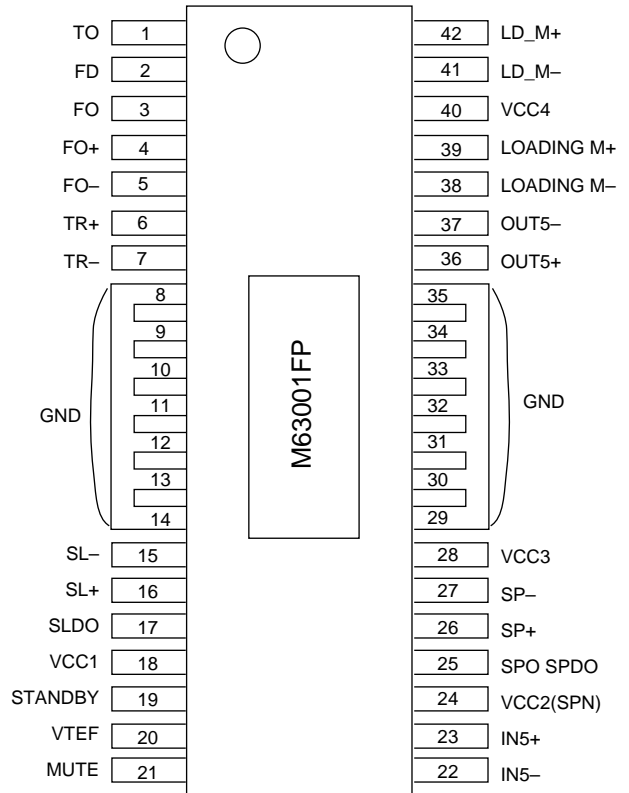 TO 1
FD 2
FO 3
FO+ 4
FO– 5
TR+ 6
TR– 7
8
9
10
GND 11
12
13
14
SL– 15
SL+ 16
SLDO 17
VCC1 18
STANDBY 19
VTEF 20
MUTE 21
M63001FP
42 LD_M+
41 LD_M–
40 VCC4
39 LOADING M+
38 LOADING M–
37 OUT5–
36 OUT5+
35
34
33
32 GND
31
30
29
28 VCC3
27 SP–
26 SP+
25 SPO SPDO
24 VCC2(SPN)
23 IN5+
22 IN5–